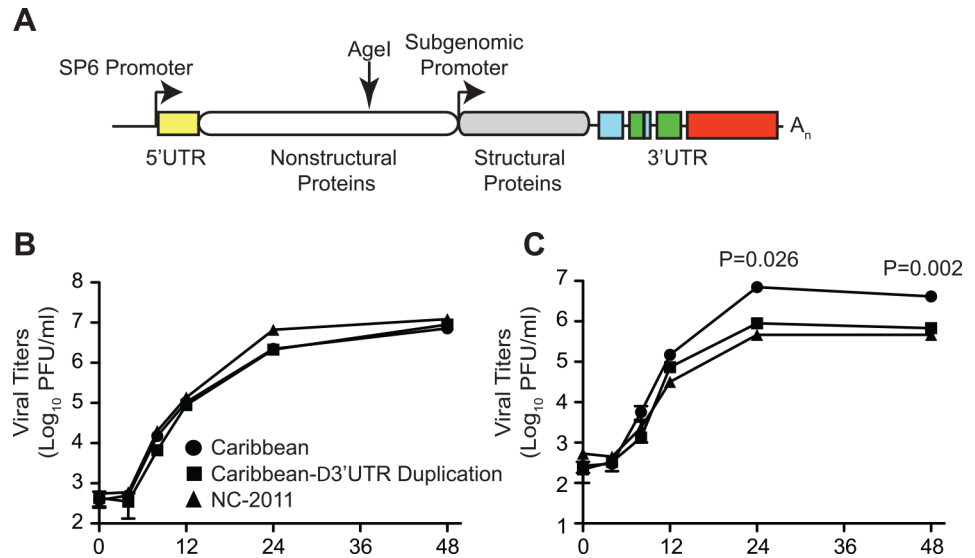 A
SP6 Promoter
AgeI
Subgenomic
Promoter
A
n
5'UTR
Nonstructural
Proteins
Structural
Proteins
3'UTR
B
Viral Titers
(Log10 PFU/ml)
8
7
6
5
4
3
2
0
12
24
36
48
Caribbean
Caribbean-D3'UTR Duplication
NC-2011
C
P=0.026
P=0.002
Viral Titers
(Log10 PFU/ml)
7
6
5
4
3
2
1
0
12
24
36
48